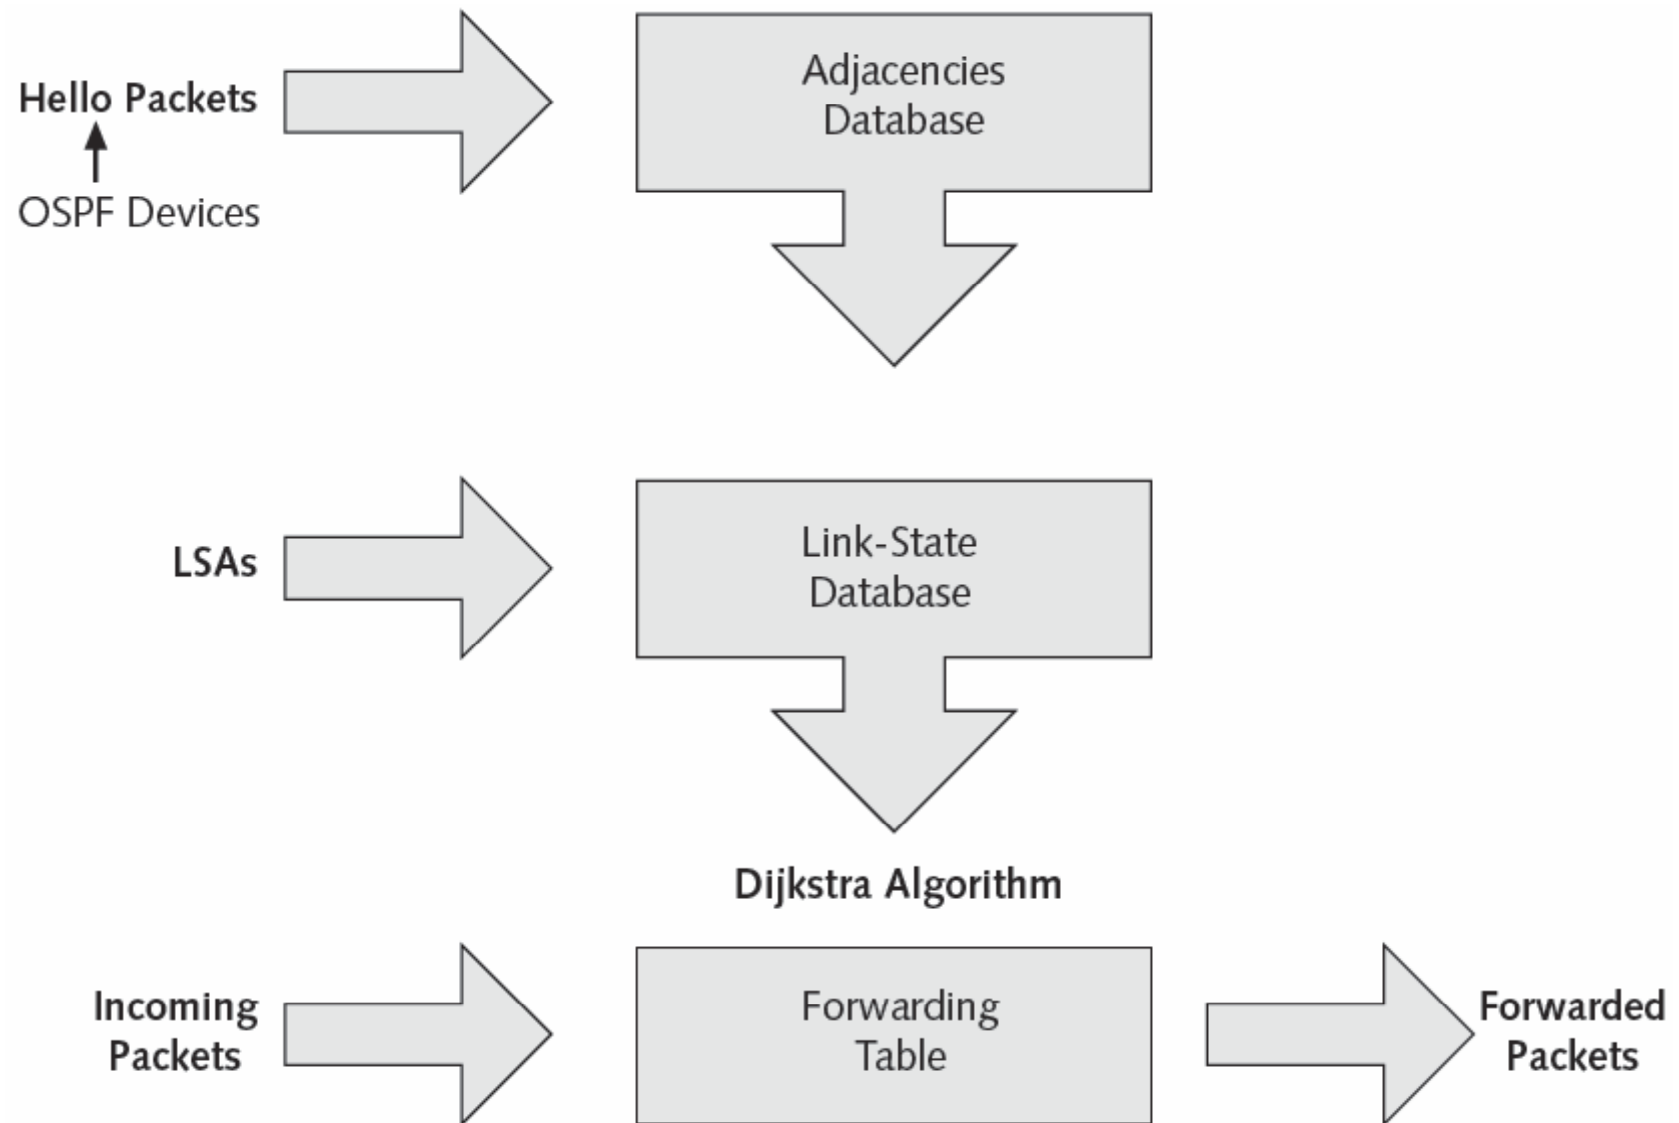 Hello Packets
OSPF Devices
Adjacencies
Database
LSAs
Link-State
Database
Dijkstra Algorithm
Incoming
Packets
Forwarding
Table
Forwarded
Packets